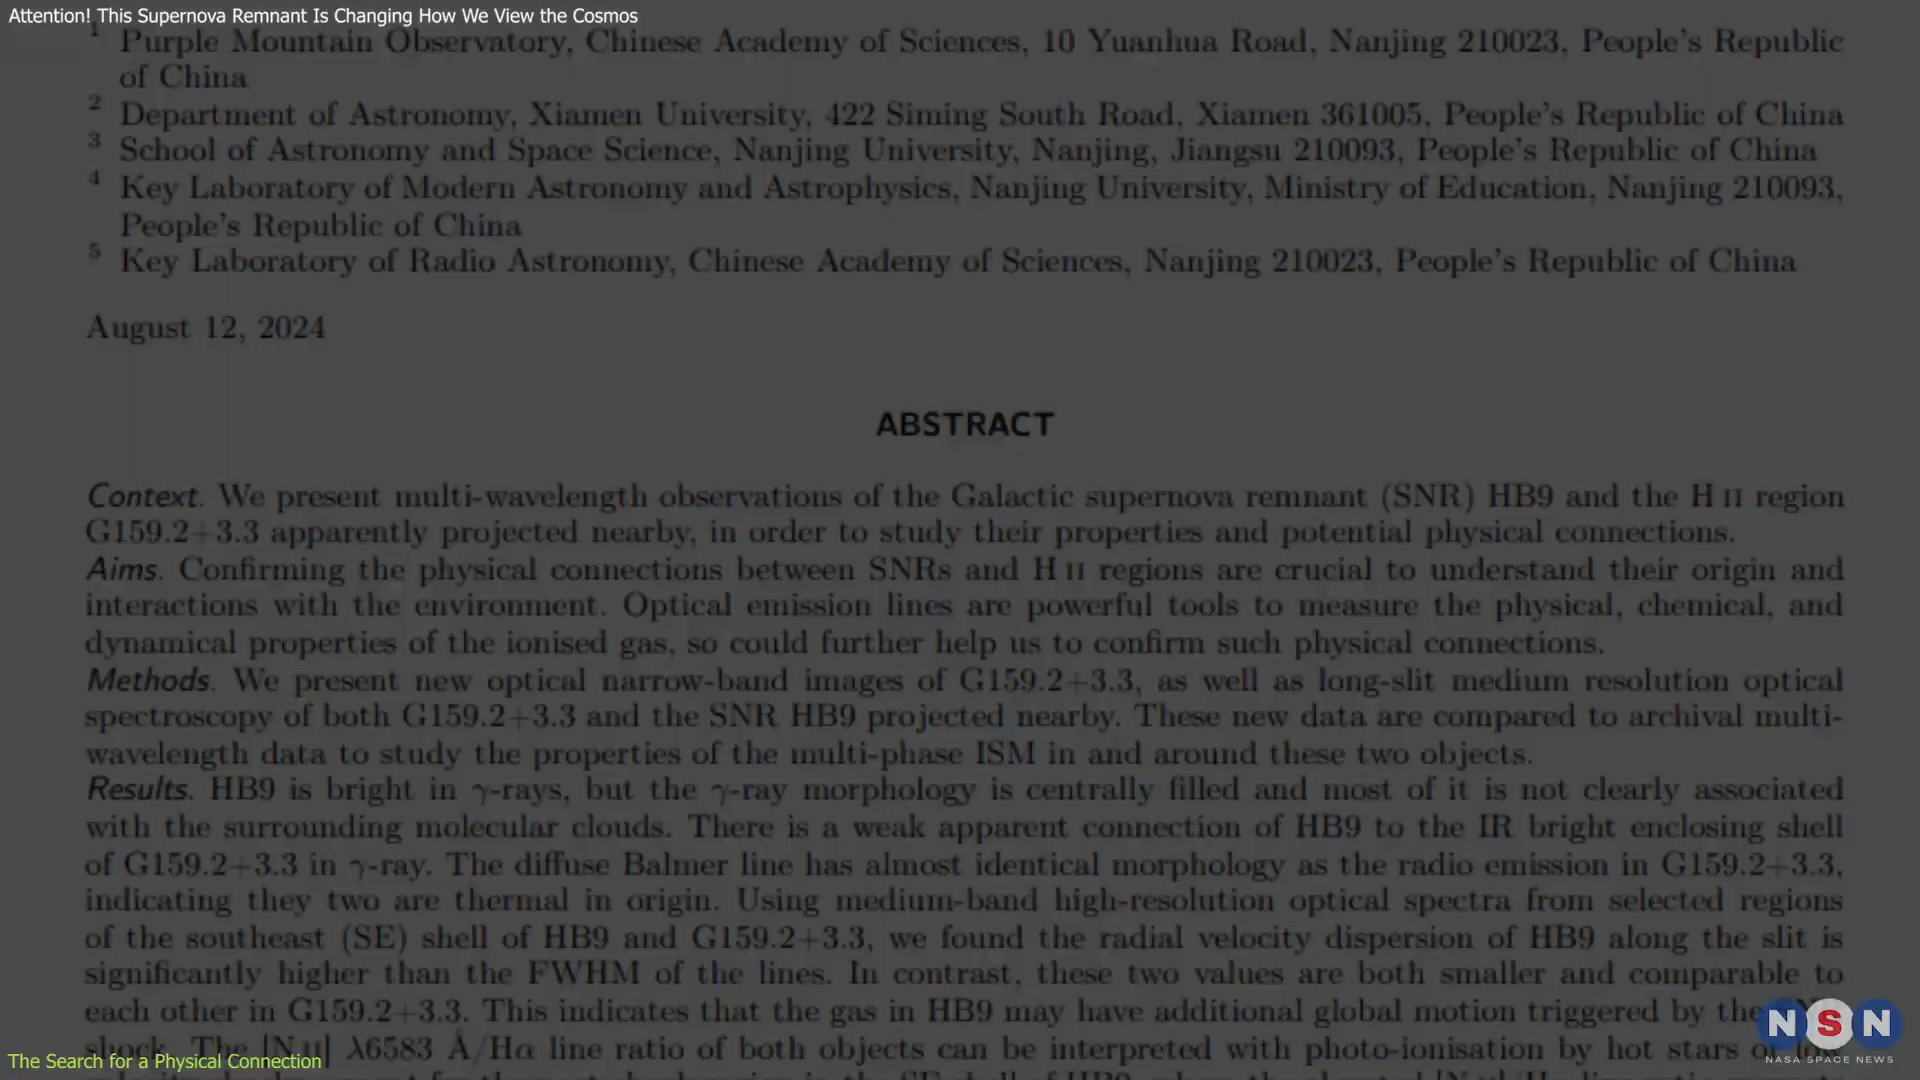 Attention! This Supernova Remnant Is Changing How We View the Cosmos
1 Purple Mountain Observatory, Chinese Academy of Sciences, 10 Yuanhua Road, Nanjing 210023, People's Republic
of China
2 Department of Astronomy, Xiamen University, 422 Siming South Road, Xiamen 361005, People's Republic of China
3 School of Astronomy and Space Science, Nanjing University, Nanjing, Jiangsu 210093, People's Republic of China
4 Key Laboratory of Modern Astronomy and Astrophysics, Nanjing University, Ministry of Education, Nanjing 210093,
People's Republic of China
5 Key Laboratory of Radio Astronomy, Chinese Academy of Sciences, Nanjing 210023, People's Republic of China
August 12, 2024
ABSTRACT
Context. We present multi-wavelength observations of the Galactic supernova remnant (SNR) HB9 and the H II region
G159.2+3.3 apparently projected nearby, in order to study their properties and potential physical connections.
Aims. Confirming the physical connections between SNRs and H II regions are crucial to understand their origin and
interactions with the environment. Optical emission lines are powerful tools to measure the physical, chemical, and
dynamical properties of the ionised gas, so could further help us to confirm such physical connections.
Methods. We present new optical narrow-band images of G159.2+3.3, as well as long-slit medium resolution optical
spectroscopy of both G159.2+3.3 and the SNR HB9 projected nearby. These new data are compared to archival multi-
wavelength data to study the properties of the multi-phase ISM in and around these two objects.
Results. HB9 is bright in γ-rays, but the γ-ray morphology is centrally filled and most of it is not clearly associated
with the surrounding molecular clouds. There is a weak apparent connection of HB9 to the IR bright enclosing shell
of G159.2+3.3 in γ-ray. The diffuse Balmer line has almost identical morphology as the radio emission in G159.2+3.3,
indicating they two are thermal in origin. Using medium-band high-resolution optical spectra from selected regions
of the southeast (SE) shell of HB9 and G159.2+3.3, we found the radial velocity dispersion of HB9 along the slit is
significantly higher than the FWHM of the lines. In contrast, these two values are both smaller and comparable to
each other in G159.2+3.3. This indicates that the gas in HB9 may have additional global motion triggered by the
shock. The [N II] λ6583 Å/Hα line ratio of both objects can be interpreted with photo-ionisation by hot stars
The Search for a Physical Connection
NSN
NASA SPACE NEWS